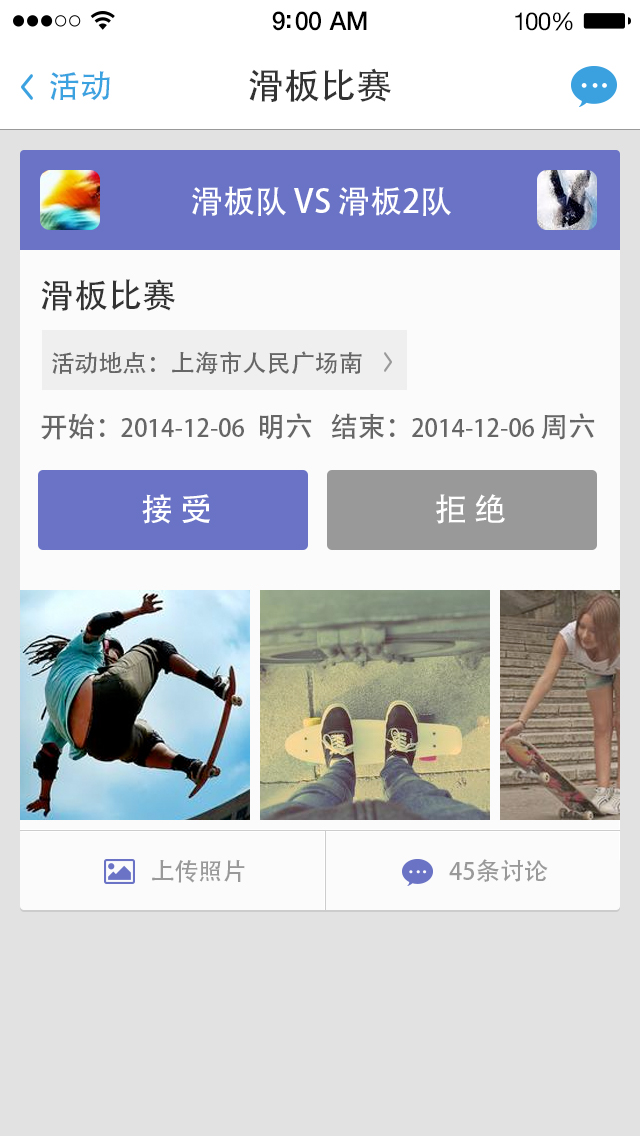 9:00 AM 100%
活动 滑板比赛
滑板队 VS 滑板2队
滑板比赛
活动地点：上海市人民广场南
开始：2014-12-06 明六 结束：2014-12-06 周六
接 受 拒 绝
上传照片 45条讨论